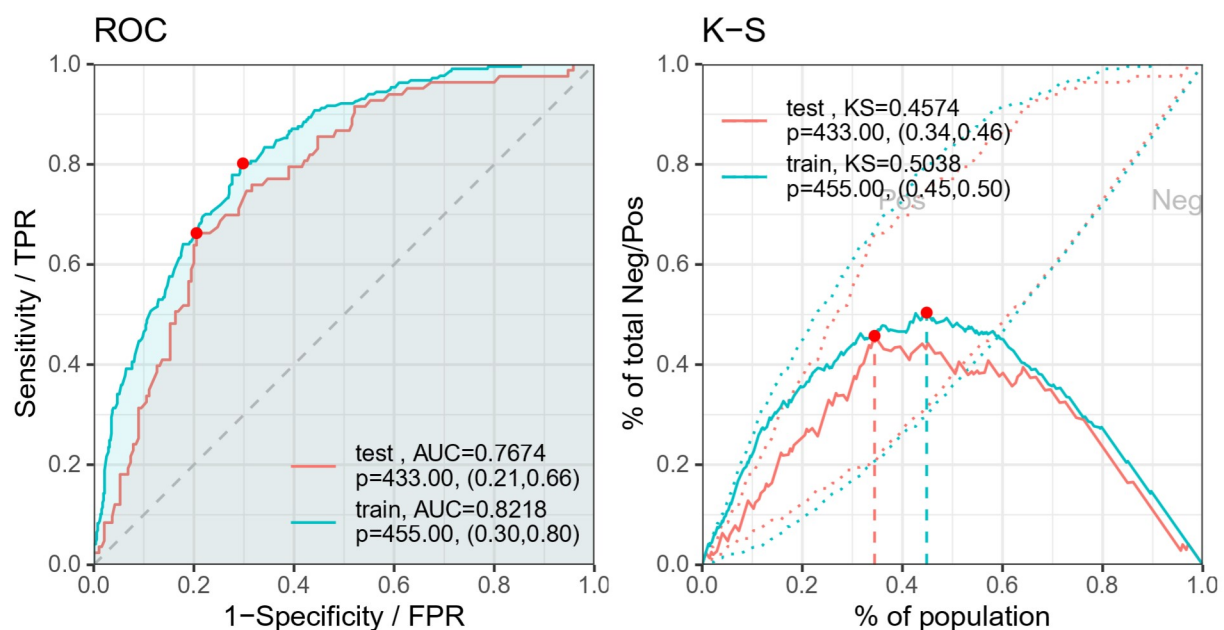 ROC
1.0
0.8
0.6
0.4
0.2
0.0
Sensitivity / TPR
test , AUC=0.7674
p=433.00, (0.21,0.66)
train, AUC=0.8218
p=455.00, (0.30,0.80)
0.0 0.2 0.4 0.6 0.8 1.0
1−Specificity / FPR
K−S
1.0
0.8
0.6
0.4
0.2
0.0
% of total Neg/Pos
test , KS=0.4574
p=433.00, (0.34,0.46)
train, KS=0.5038
p=455.00, (0.45,0.50)
Pos
Neg
0.0 0.2 0.4 0.6 0.8 1.0
% of population